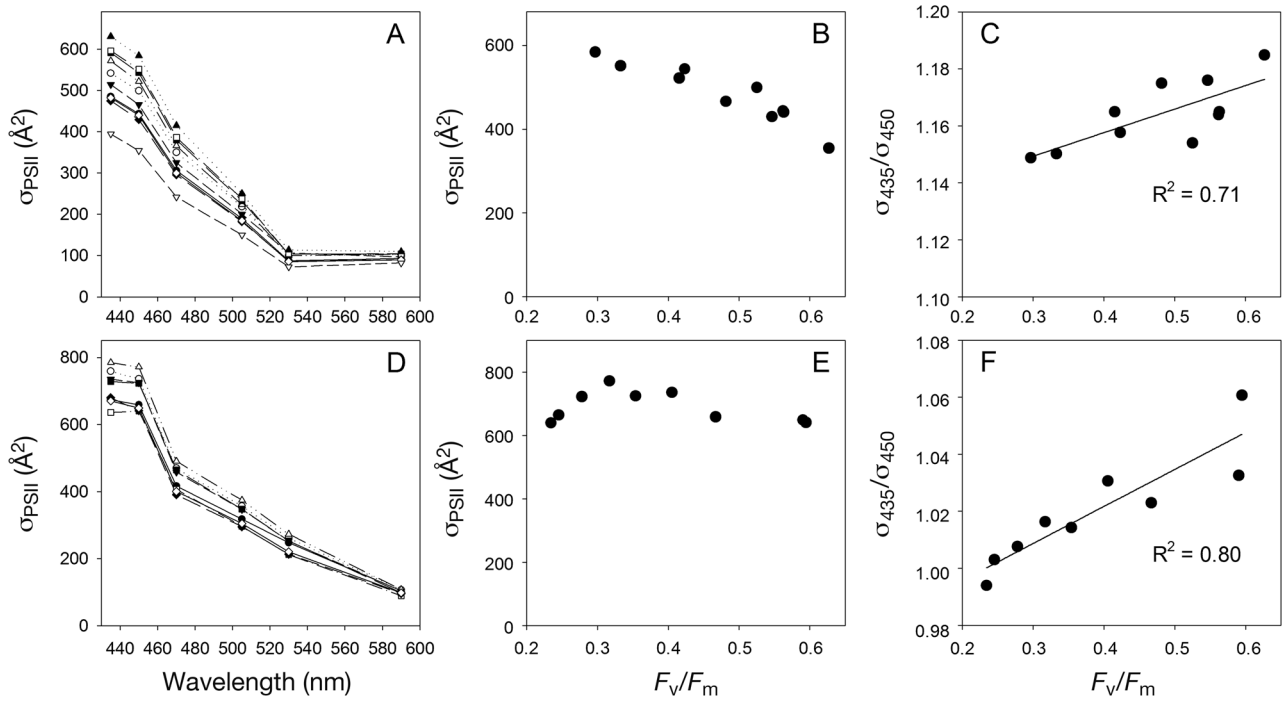 A
σPSII (Å²)
600
500
400
300
200
100
0
440 460 480 500 520 540 560 580 600
B
σPSII (Å²)
600
400
200
0
0.2 0.3 0.4 0.5 0.6
C
σ435/σ450
1.20
1.18
1.16
1.14
1.12
1.10
R² = 0.71
0.2 0.3 0.4 0.5 0.6
D
σPSII (Å²)
800
600
400
200
0
440 460 480 500 520 540 560 580 600
Wavelength (nm)
E
σPSII (Å²)
800
600
400
200
0
0.2 0.3 0.4 0.5 0.6
Fv/Fm
F
σ435/σ450
1.08
1.06
1.04
1.02
1.00
0.98
R² = 0.80
0.2 0.3 0.4 0.5 0.6
Fv/Fm